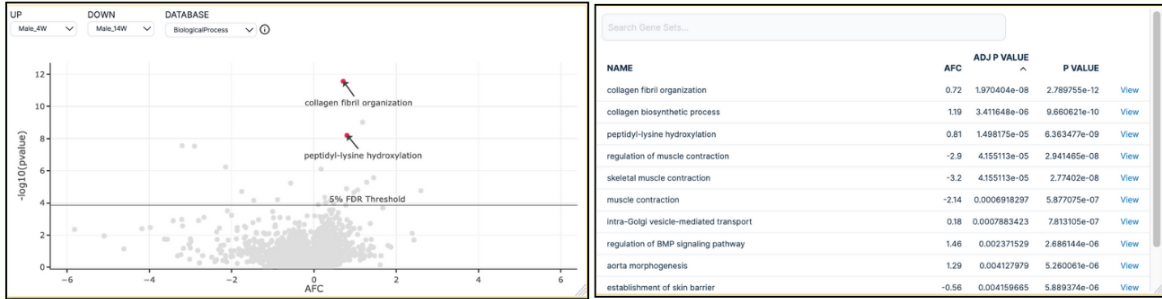 UP DOWN DATABASE
Male_4W Male_14W BiologicalProcess
12
10
8
6
4
2
0
-log10(pvalue)
collagen fibril organization
peptidyl-lysine hydroxylation
5% FDR Threshold
−6 −4 −2 0 2 4 6
AFC
Search Gene Sets...
NAME AFC ADJ P VALUE P VALUE
collagen fibril organization 0.72 1.970404e-08 2.789755e-12 View
collagen biosynthetic process 1.19 3.411648e-06 9.660621e-10 View
peptidyl-lysine hydroxylation 0.81 1.498175e-05 6.363477e-09 View
regulation of muscle contraction -2.9 4.155113e-05 2.941465e-08 View
skeletal muscle contraction -3.2 4.155113e-05 2.77402e-08 View
muscle contraction -2.14 0.0006918297 5.877075e-07 View
intra-Golgi vesicle-mediated transport 0.18 0.0007883423 7.813105e-07 View
regulation of BMP signaling pathway 1.46 0.002371529 2.686144e-06 View
aorta morphogenesis 1.29 0.004127979 5.260061e-06 View
establishment of skin barrier -0.56 0.004159665 5.889374e-06 View